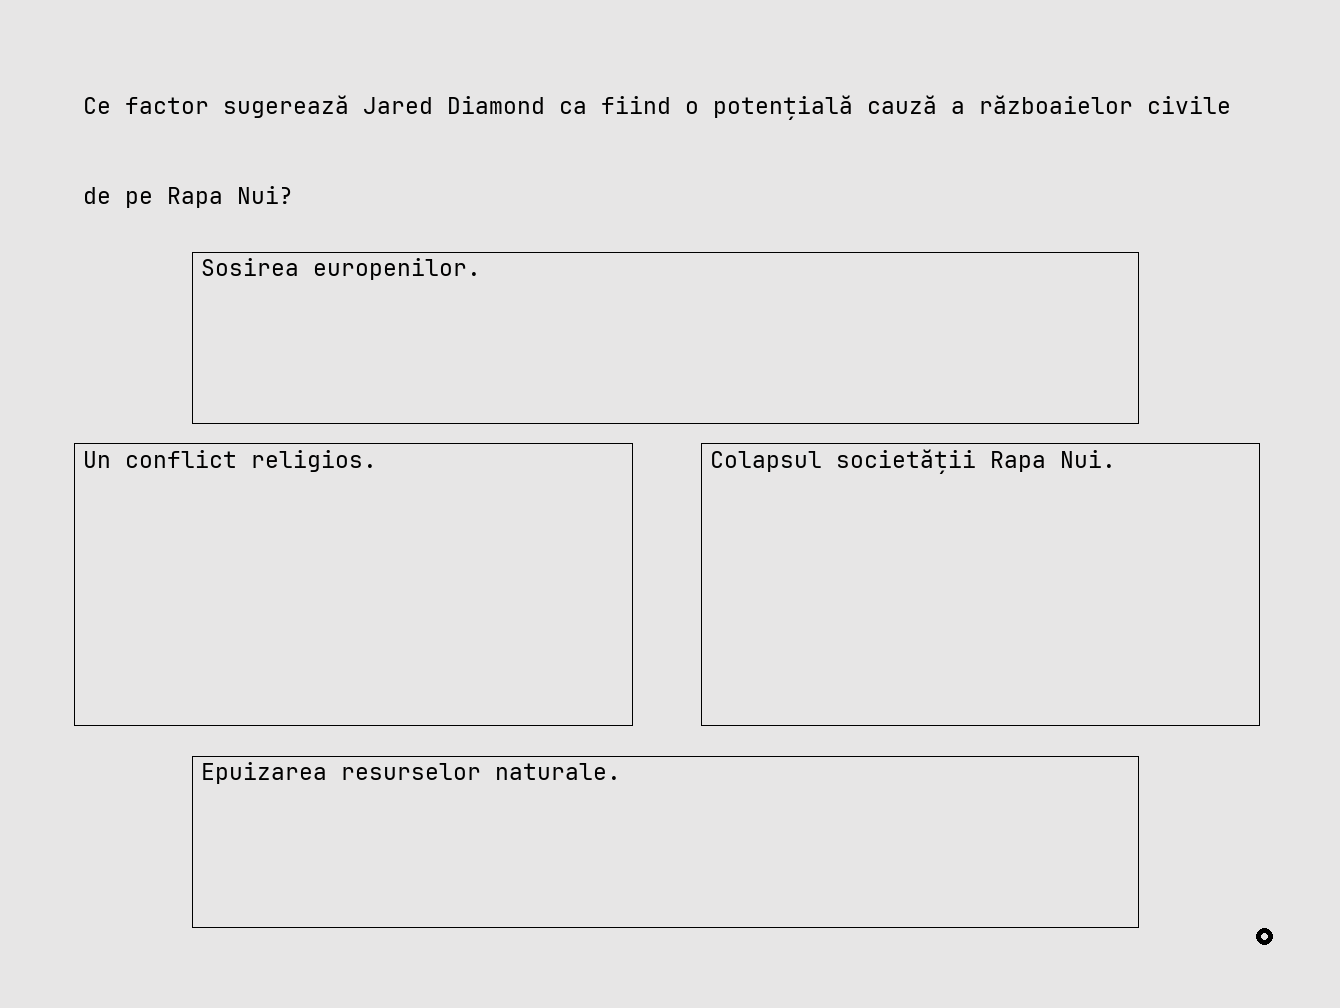 Ce factor sugerează Jared Diamond ca fiind o potențială cauză a războaielor civile
de pe Rapa Nui?
Sosirea europenilor.
Un conflict religios.
Colapsul societății Rapa Nui.
Epuizarea resurselor naturale.